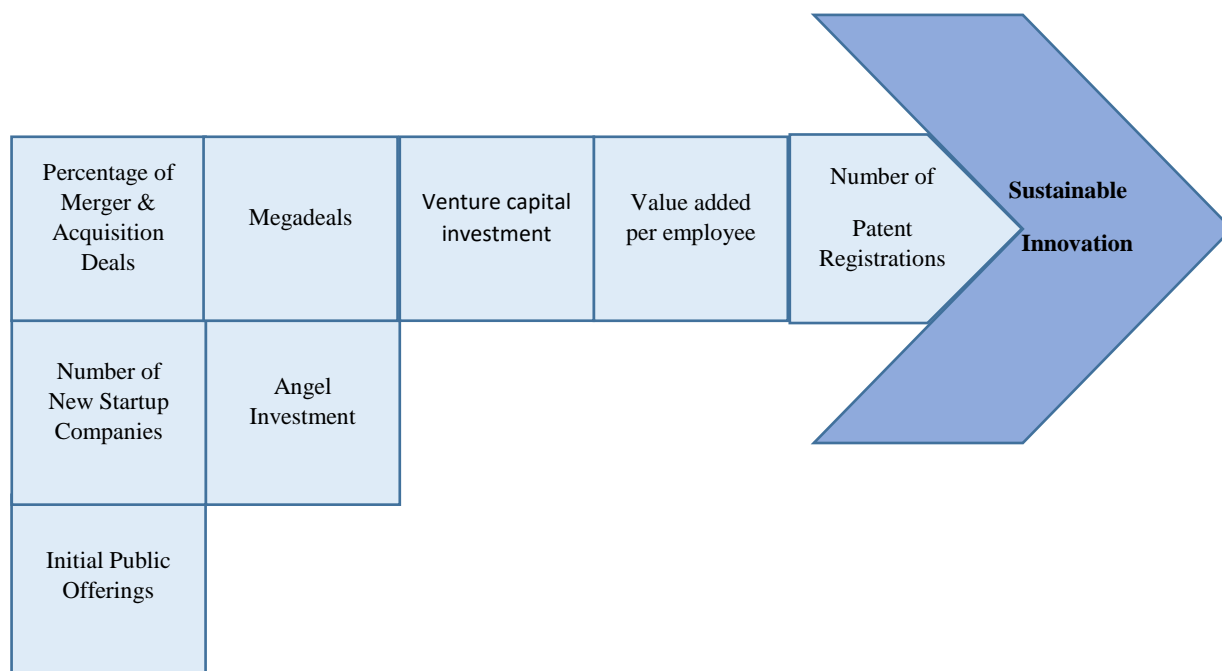 Percentage of
Merger &
Acquisition
Deals
Megadeals
Venture capital
investment
Value added
per employee
Number of
Patent
Registrations
Sustainable
Innovation
Number of
New Startup
Companies
Angel
Investment
Initial Public
Offerings